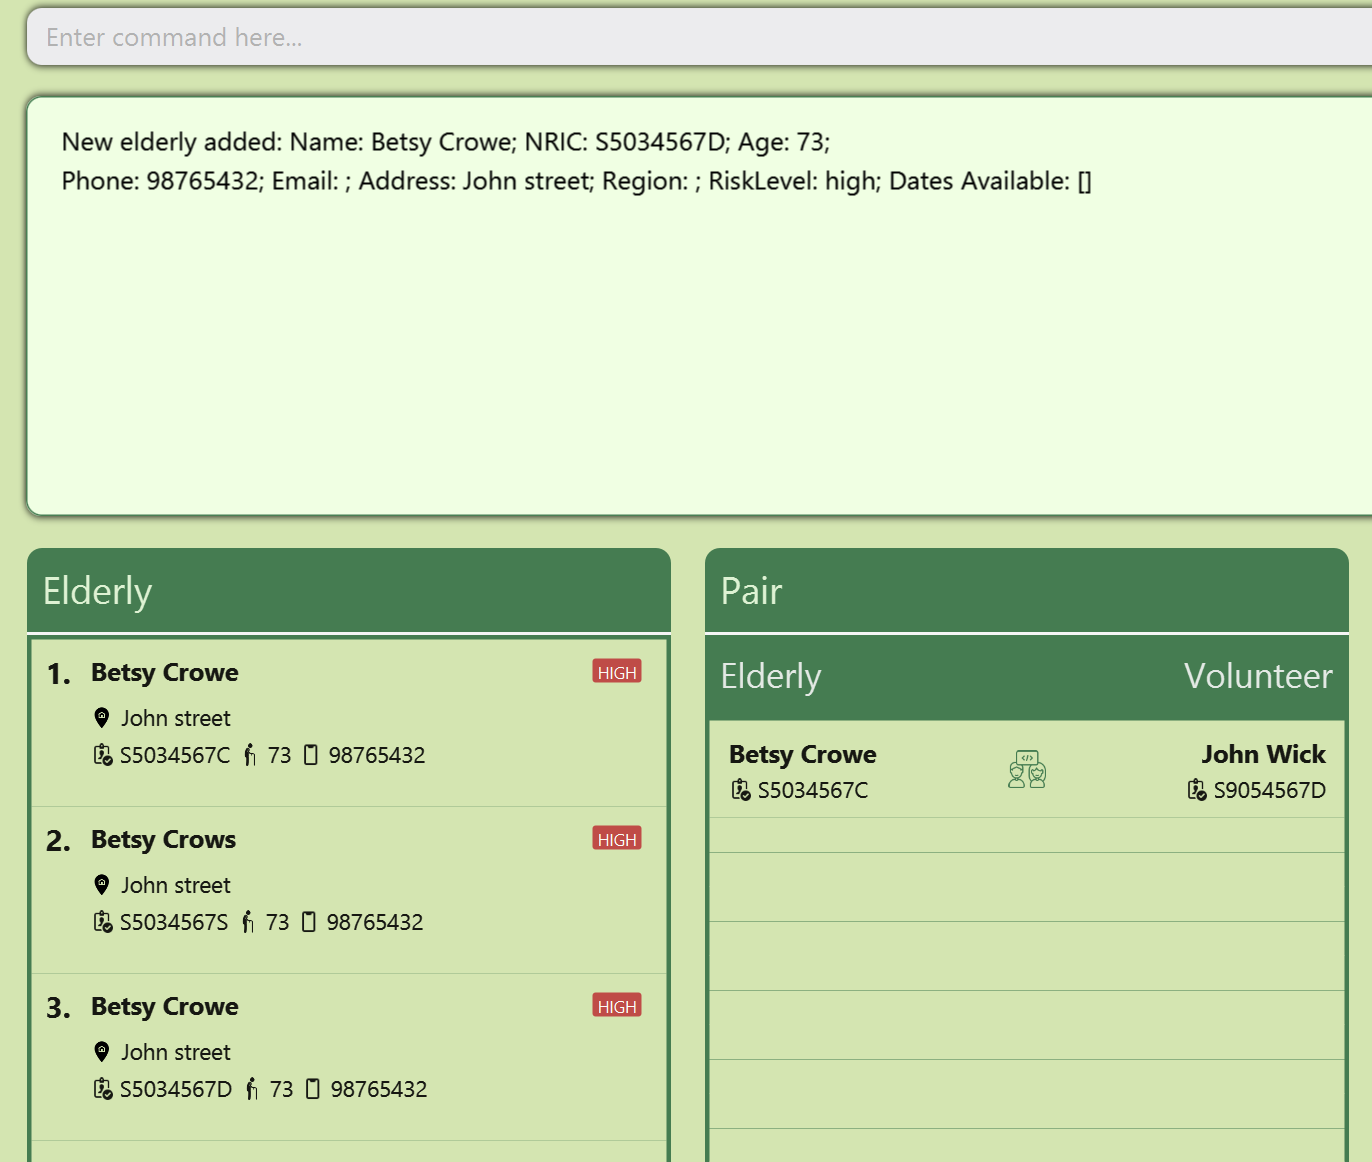 Enter command here...
New elderly added: Name: Betsy Crowe; NRIC: S5034567D; Age: 73;
Phone: 98765432; Email: ; Address: John street; Region: ; RiskLevel: high; Dates Available: []
Elderly
1. Betsy Crowe HIGH
John street
S5034567C 73 98765432
2. Betsy Crows HIGH
John street
S5034567S 73 98765432
3. Betsy Crowe HIGH
John street
S5034567D 73 98765432
Pair
Elderly Volunteer
Betsy Crowe </> John Wick
S5034567C S9054567D